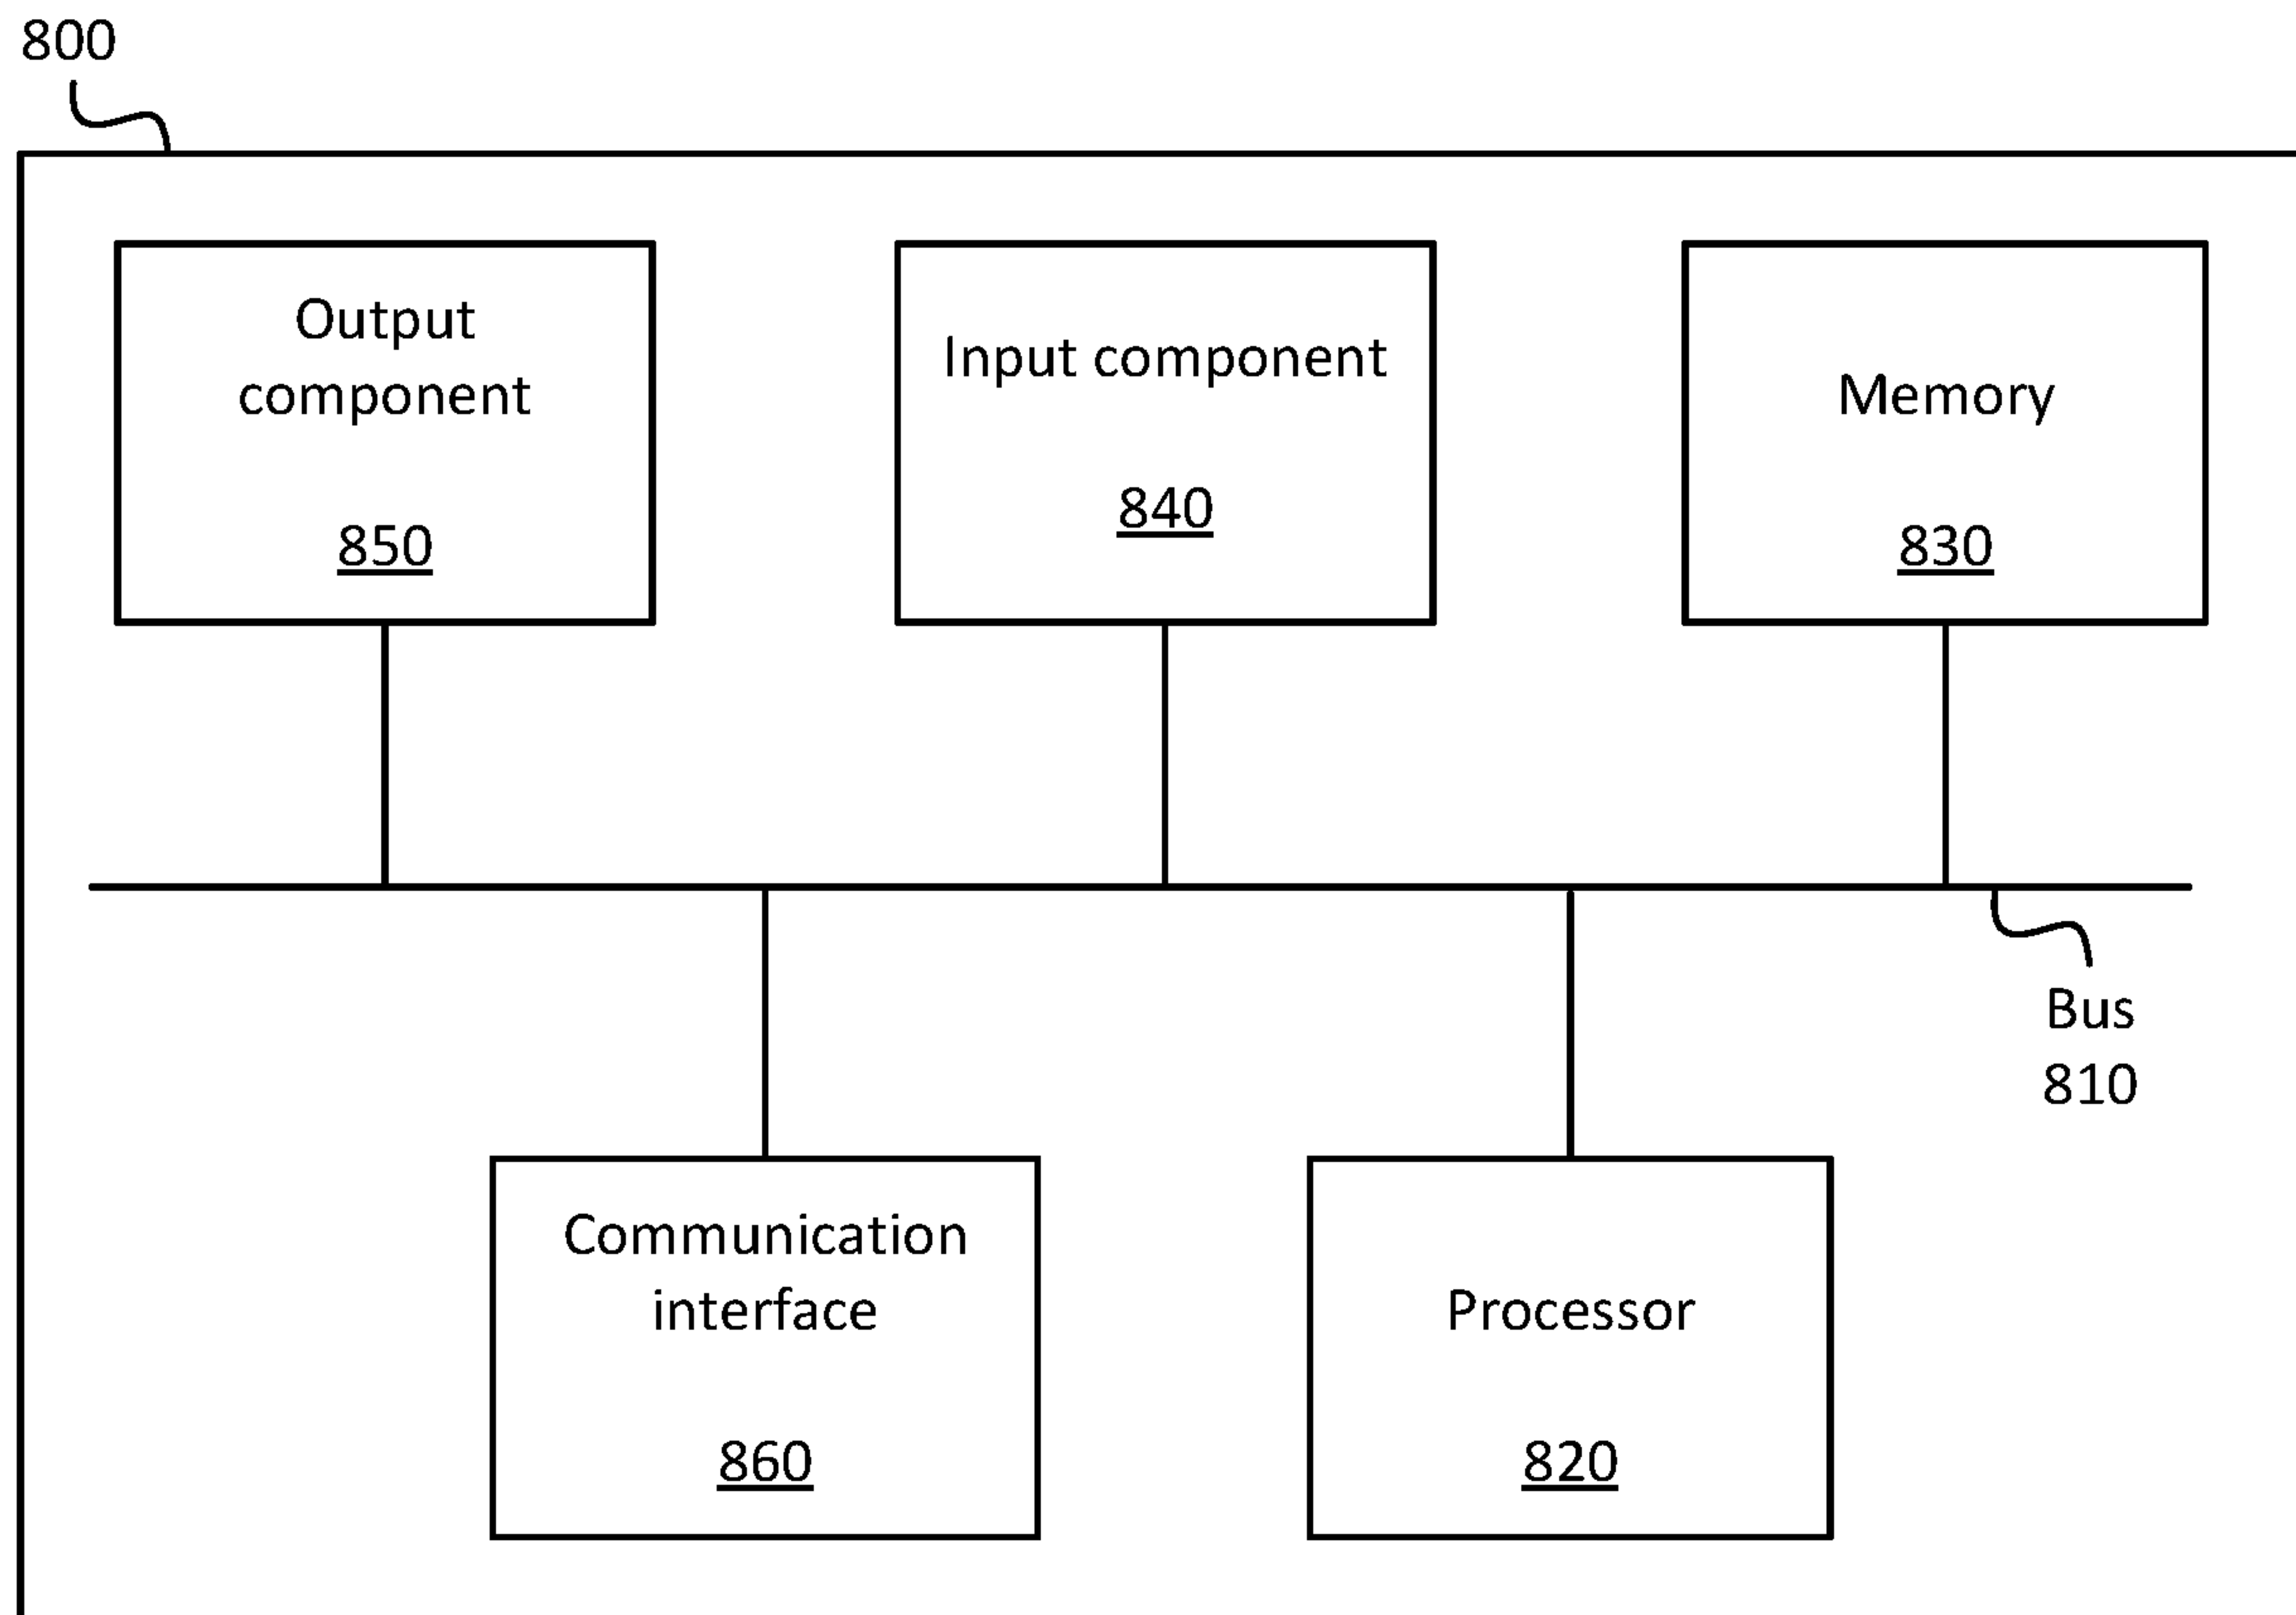 800
Output
component
850
Input component
840
Memory
830
Bus
810
Communication
interface
860
Processor
820